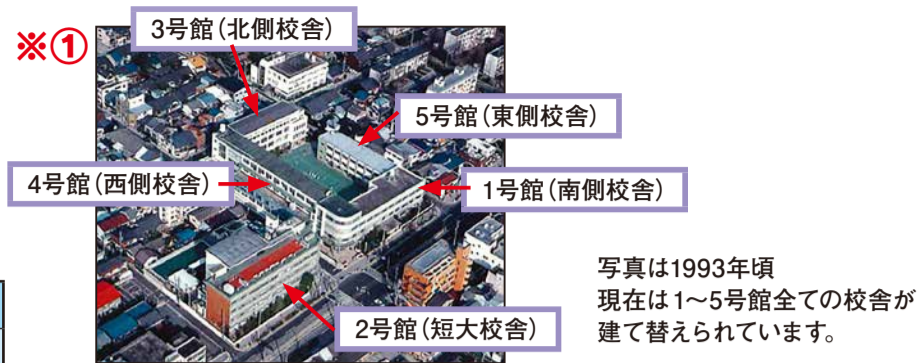 ※①
3号館(北側校舎)
5号館(東側校舎)
4号館(西側校舎)
1号館(南側校舎)
2号館(短大校舎)
写真は1993年頃
現在は1〜5号館全ての校舎が
建て替えられています。